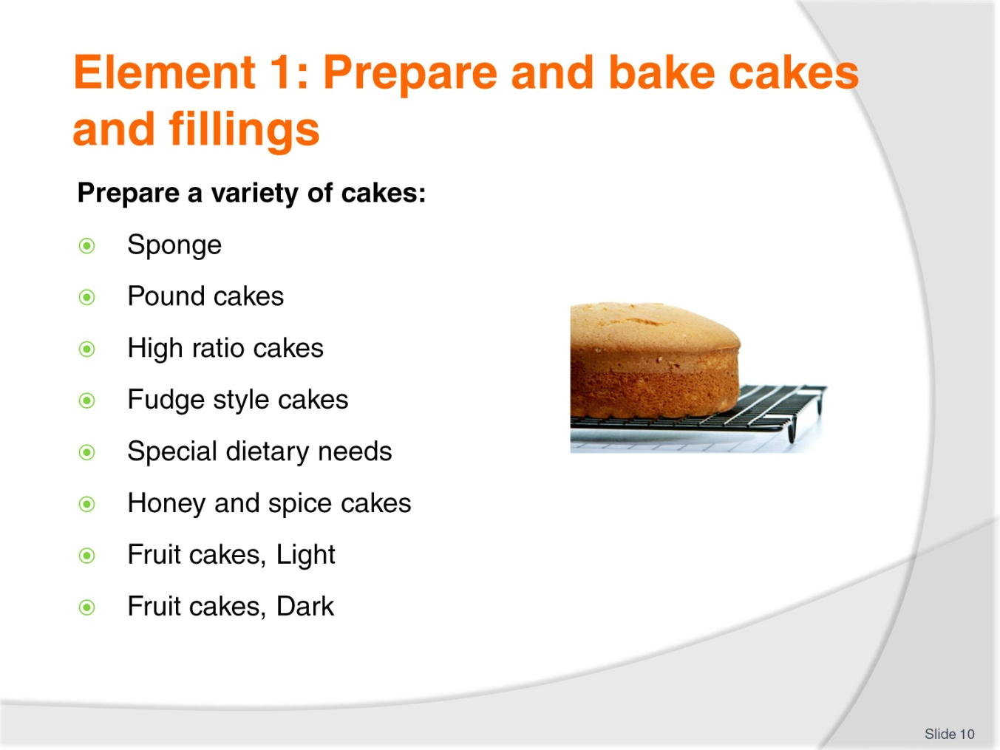 Element 1: Prepare and bake cakes
and fillings
Prepare a variety of cakes:
Sponge
Pound cakes
High ratio cakes
Fudge style cakes
Special dietary needs
Honey and spice cakes
Fruit cakes, Light
Fruit cakes, Dark
Slide 10